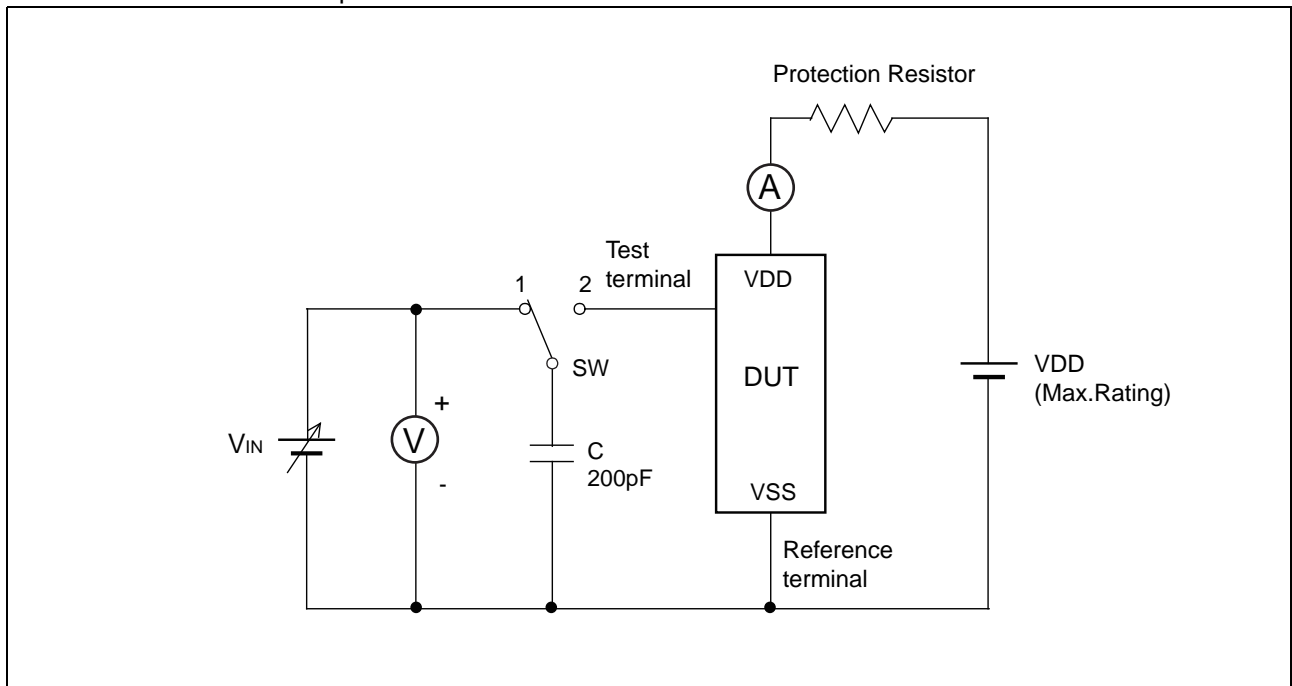 Protection Resistor
A
Test
terminal
1
2
VDD
SW
DUT
VDD
(Max.Rating)
VIN
+
V
-
C
200pF
VSS
Reference
terminal